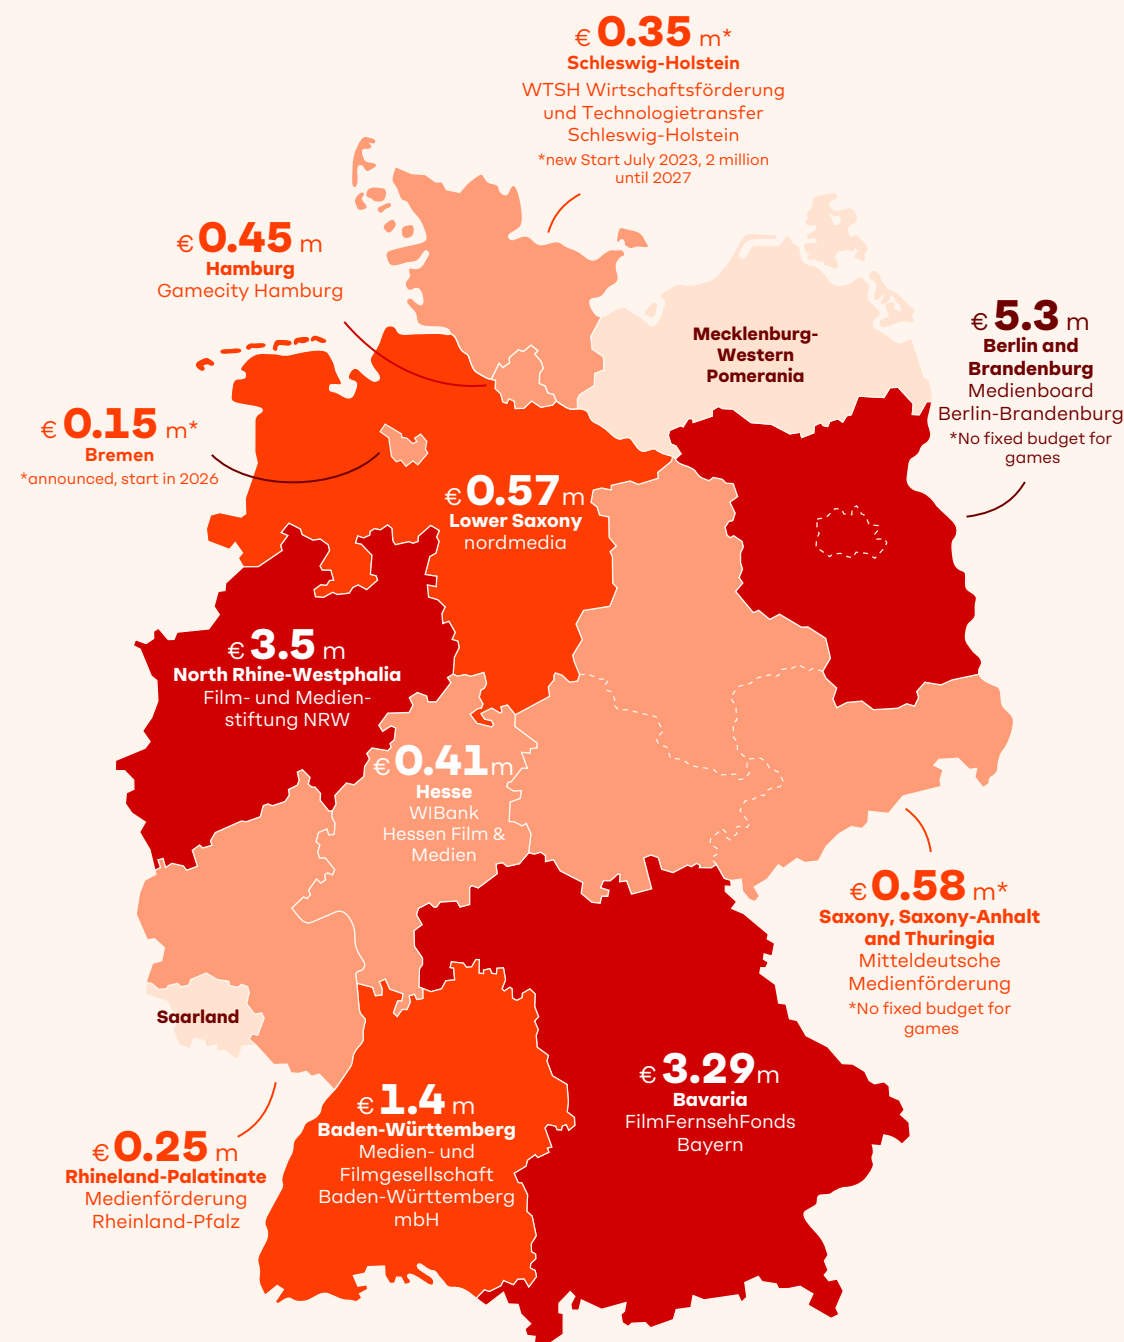 € 0.35 m*
Schleswig-Holstein
WTSH Wirtschaftsförderung
und Technologietransfer
Schleswig-Holstein
*new Start July 2023, 2 million
until 2027
€ 0.45 m
Hamburg
Gamecity Hamburg
Mecklenburg-
Western
Pomerania
€ 5.3 m
Berlin and
Brandenburg
Medienboard
Berlin-Brandenburg
*No fixed budget for
games
€ 0.15 m*
Bremen
*announced, start in 2026
€ 0.57 m
Lower Saxony
nordmedia
€ 3.5 m
North Rhine-Westphalia
Film- und Medien-
stiftung NRW
€ 0.41 m
Hesse
WIBank
Hessen Film &
Medien
€ 0.58 m*
Saxony, Saxony-Anhalt
and Thuringia
Mitteldeutsche
Medienförderung
*No fixed budget for
games
Saarland
€ 3.29 m
Bavaria
FilmFernsehFonds
Bayern
€ 1.4 m
Baden-Württemberg
Medien- und
Filmgesellschaft
Baden-Württemberg
mbH
€ 0.25 m
Rhineland-Palatinate
Medienförderung
Rheinland-Pfalz